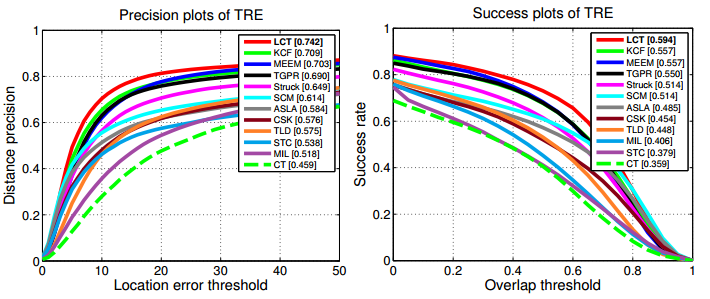 Precision plots of TRE
1
0.8
0.6
0.4
0.2
0
0
10
20
30
40
50
Distance precision
Location error threshold
LCT [0.742]
KCF [0.709]
MEEM [0.703]
TGPR [0.690]
Struck [0.649]
SCM [0.614]
ASLA [0.584]
CSK [0.576]
TLD [0.575]
STC [0.538]
MIL [0.518]
CT [0.459]
Success plots of TRE
1
0.8
0.6
0.4
0.2
0
0
0.2
0.4
0.6
0.8
1
Success rate
Overlap threshold
LCT [0.594]
KCF [0.557]
MEEM [0.557]
TGPR [0.550]
Struck [0.514]
SCM [0.514]
ASLA [0.485]
CSK [0.454]
TLD [0.448]
MIL [0.406]
STC [0.379]
CT [0.359]